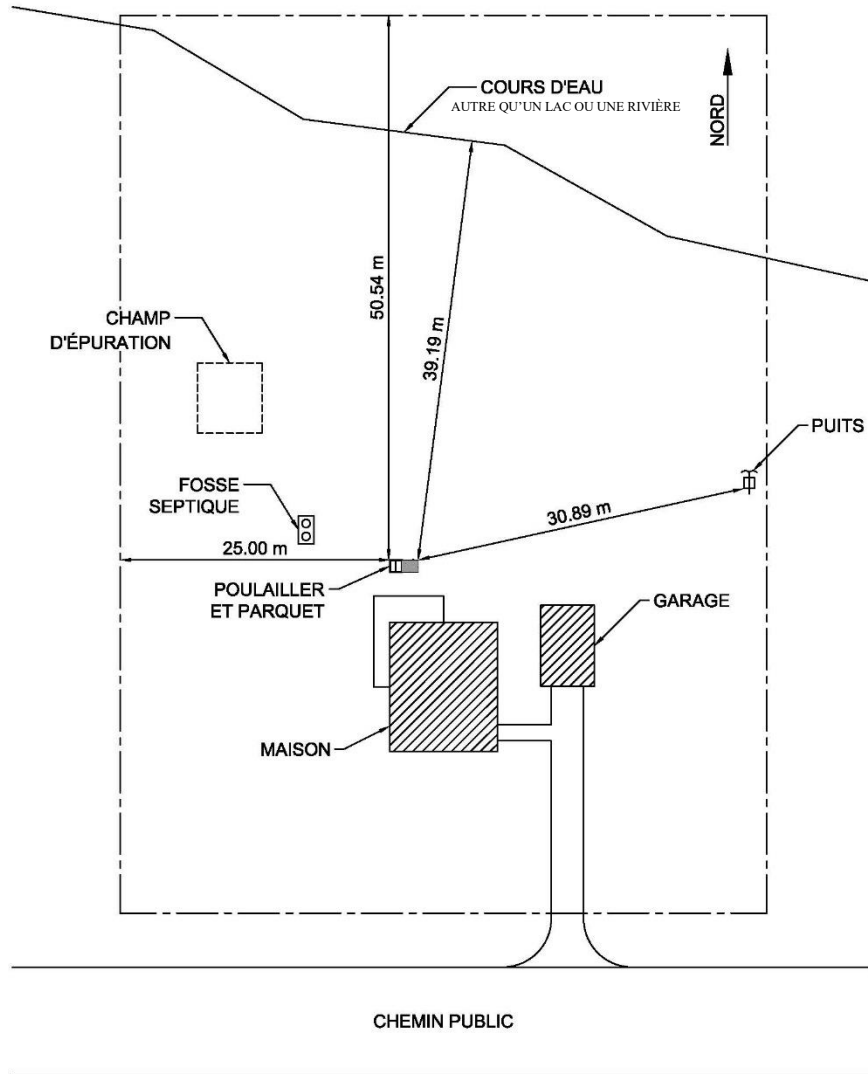 COURS D'EAU
AUTRE QU'UN LAC OU UNE RIVIÈRE
NORD
50.54 m
39.19 m
CHAMP
D'ÉPURATION
PUITS
FOSSE
SEPTIQUE
30.89 m
25.00 m
POULAILLER
ET PARQUET
GARAGE
MAISON
CHEMIN PUBLIC